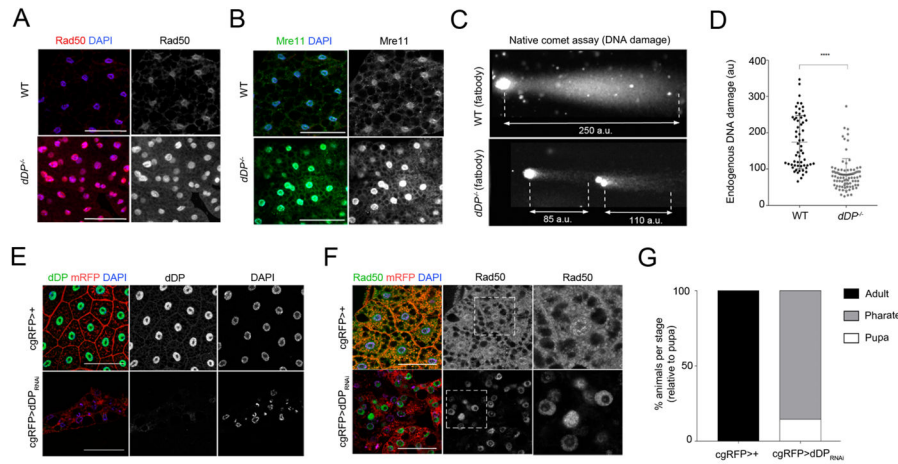 A
Rad50 DAPI
Rad50
WT
dDP-/-
B
Mre11 DAPI
Mre11
WT
dDP-/-
C
Native comet assay (DNA damage)
WT (fatbody)
250 a.u.
dDP-/- (fatbody)
85 a.u.
110 a.u.
D
Endogenous DNA damage (au)
400
300
200
100
0
****
WT
dDP-/-
E
dDP mRFP DAPI
dDP
DAPI
cgRFP>+
cgRFP>dDPRNAi
F
Rad50 mRFP DAPI
Rad50
Rad50
cgRFP>+
cgRFP>dDPRNAi
G
% animals per stage
(relative to pupa)
100
50
0
cgRFP>+
cgRFP>dDPRNAi
Adult
Pharate
Pupa